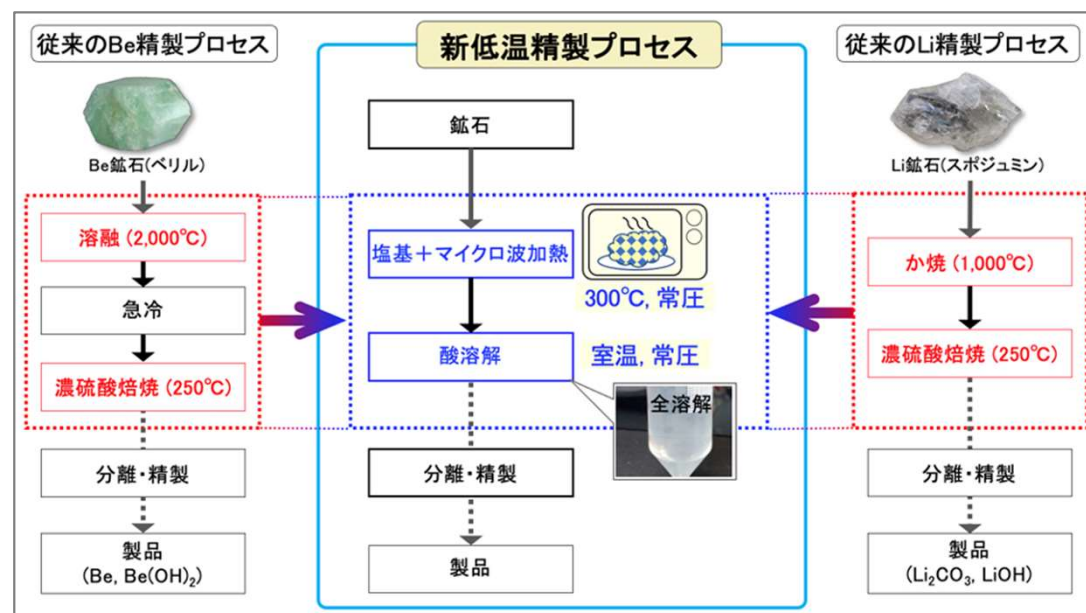 従来のBe精製プロセス
Be鉱石(ベリル)
溶融 (2,000℃)
急冷
濃硫酸焙焼 (250℃)
分離・精製
製品
(Be, Be(OH)₂)
新低温精製プロセス
鉱石
塩基＋マイクロ波加熱
300℃, 常圧
酸溶解
室温, 常圧
全溶解
分離・精製
製品
従来のLi精製プロセス
Li鉱石(スポジュミン)
か焼 (1,000℃)
濃硫酸焙焼 (250℃)
分離・精製
製品
(Li₂CO₃, LiOH)